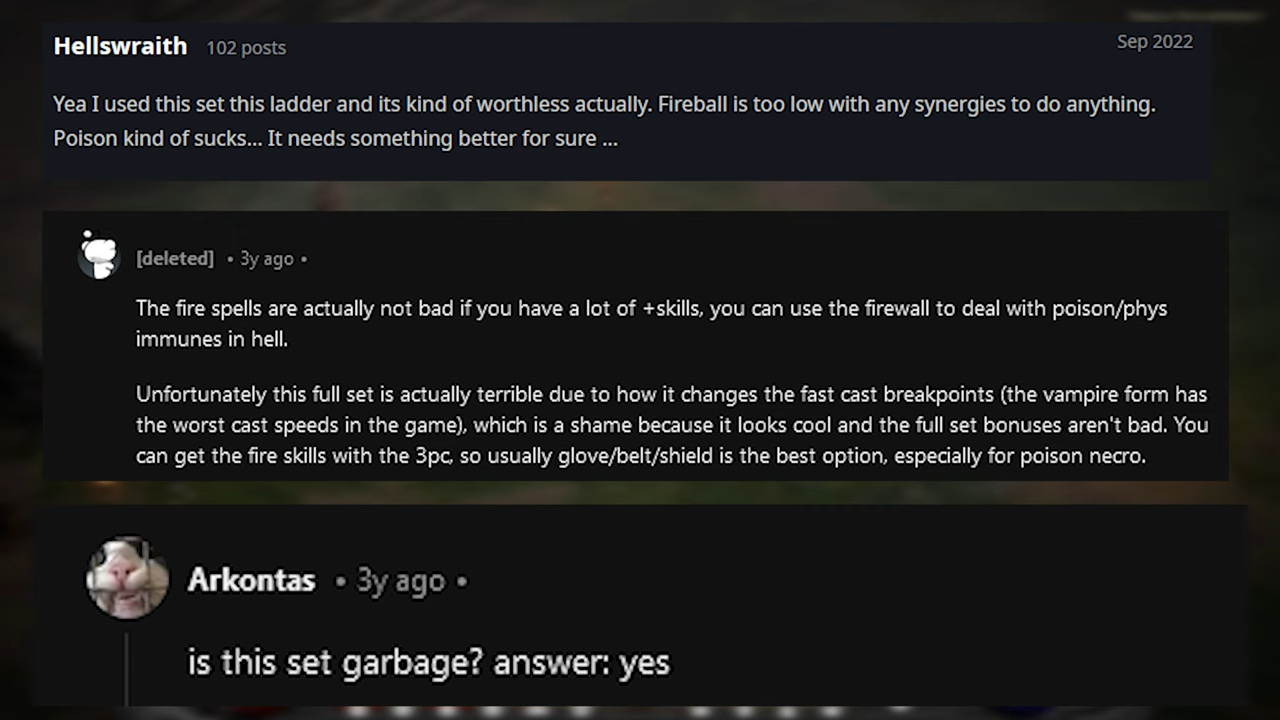 Hellswraith 102 posts Sep 2022
Yea I used this set this ladder and its kind of worthless actually. Fireball is too low with any synergies to do anything.
Poison kind of sucks... It needs something better for sure ...
[deleted] • 3y ago •
The fire spells are actually not bad if you have a lot of +skills, you can use the firewall to deal with poison/phys
immunes in hell.
Unfortunately this full set is actually terrible due to how it changes the fast cast breakpoints (the vampire form has
the worst cast speeds in the game), which is a shame because it looks cool and the full set bonuses aren't bad. You
can get the fire skills with the 3pc, so usually glove/belt/shield is the best option, especially for poison necro.
Arkontas • 3y ago •
is this set garbage? answer: yes